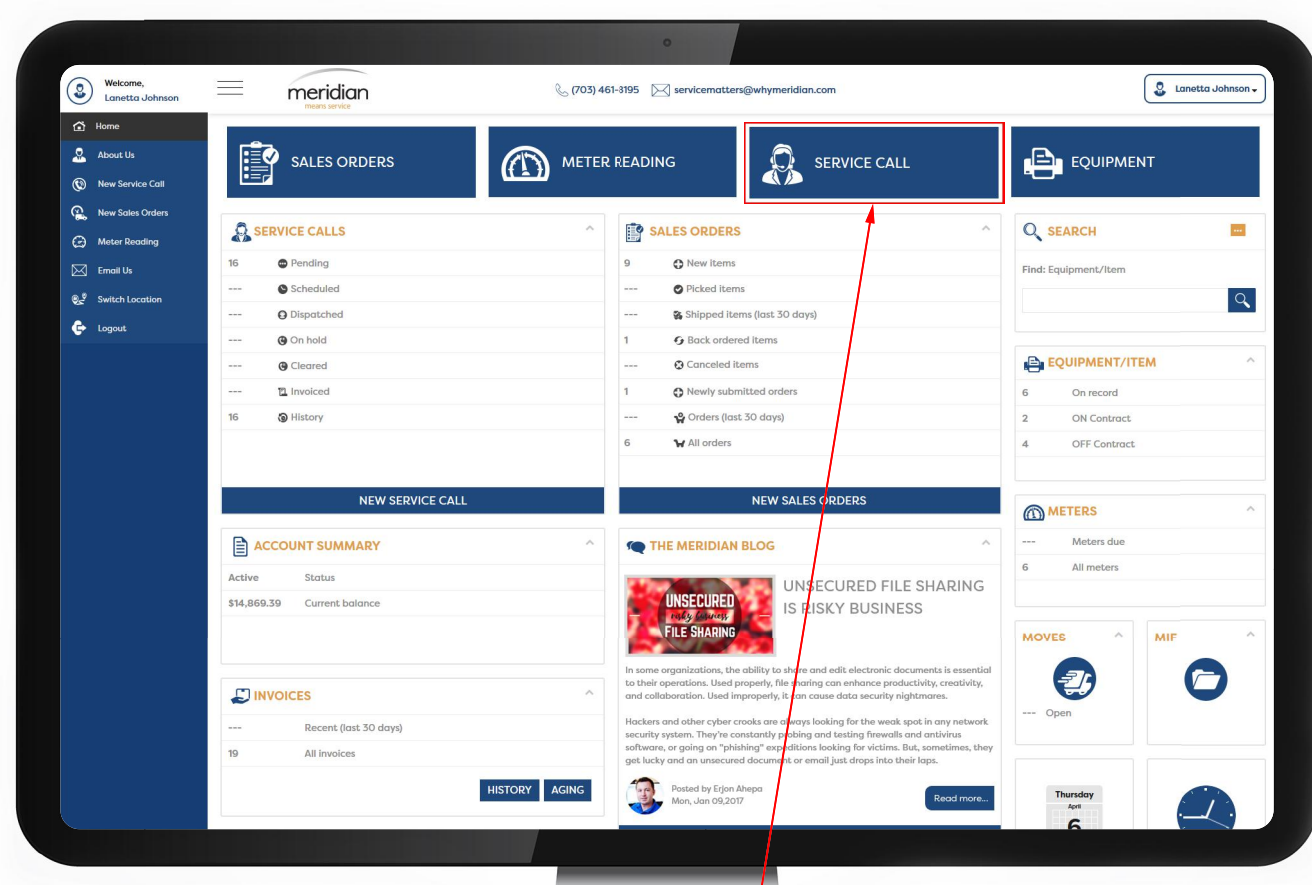 Welcome,
Lanetta Johnson
meridian
means service
(703) 461-3195
servicematters@whymeridian.com
Lanetta Johnson
Home
About Us
New Service Call
New Sales Orders
Meter Reading
Email Us
Switch Location
Logout
SALES ORDERS
METER READING
SERVICE CALL
EQUIPMENT
SERVICE CALLS
16 Pending
--- Scheduled
--- Dispatched
--- On hold
--- Cleared
--- Invoiced
16 History
NEW SERVICE CALL
SALES ORDERS
9 New items
--- Picked items
--- Shipped items (last 30 days)
1 Back ordered items
--- Canceled items
1 Newly submitted orders
--- Orders (last 30 days)
6 All orders
NEW SALES ORDERS
SEARCH
Find: Equipment/Item
EQUIPMENT/ITEM
6 On record
2 ON Contract
4 OFF Contract
METERS
--- Meters due
6 All meters
ACCOUNT SUMMARY
Active Status
$14,869.39 Current balance
INVOICES
--- Recent (last 30 days)
19 All invoices
HISTORY AGING
THE MERIDIAN BLOG
UNSECURED
risky business
FILE SHARING
UNSECURED FILE SHARING
IS RISKY BUSINESS
In some organizations, the ability to share and edit electronic documents is essential
to their operations. Used properly, file sharing can enhance productivity, creativity,
and collaboration. Used improperly, it can cause data security nightmares.
Hackers and other cyber crooks are always looking for the weak spot in any network
security system. They're constantly probing and testing firewalls and antivirus
software, or going on "phishing" expeditions looking for victims. But, sometimes, they
get lucky and an unsecured document or email just drops into their laps.
Posted by Erjon Ahepa
Mon, Jan 09,2017
Read more...
MOVES
--- Open
MIF
Thursday
April
6